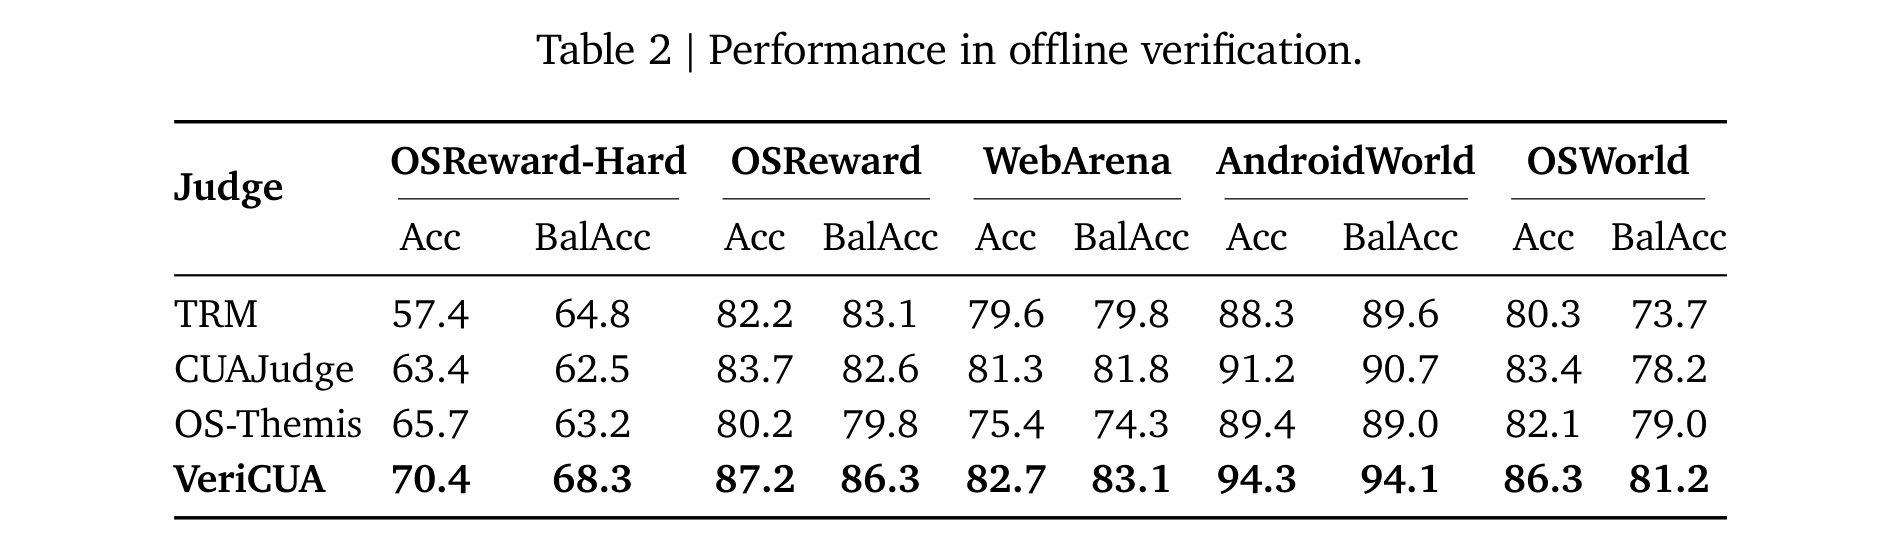 Table 2 | Performance in offline verification.
Judge OSReward-Hard OSReward WebArena AndroidWorld OSWorld
Acc BalAcc Acc BalAcc Acc BalAcc Acc BalAcc Acc BalAcc
TRM 57.4 64.8 82.2 83.1 79.6 79.8 88.3 89.6 80.3 73.7
CUAJudge 63.4 62.5 83.7 82.6 81.3 81.8 91.2 90.7 83.4 78.2
OS-Themis 65.7 63.2 80.2 79.8 75.4 74.3 89.4 89.0 82.1 79.0
VeriCUA 70.4 68.3 87.2 86.3 82.7 83.1 94.3 94.1 86.3 81.2